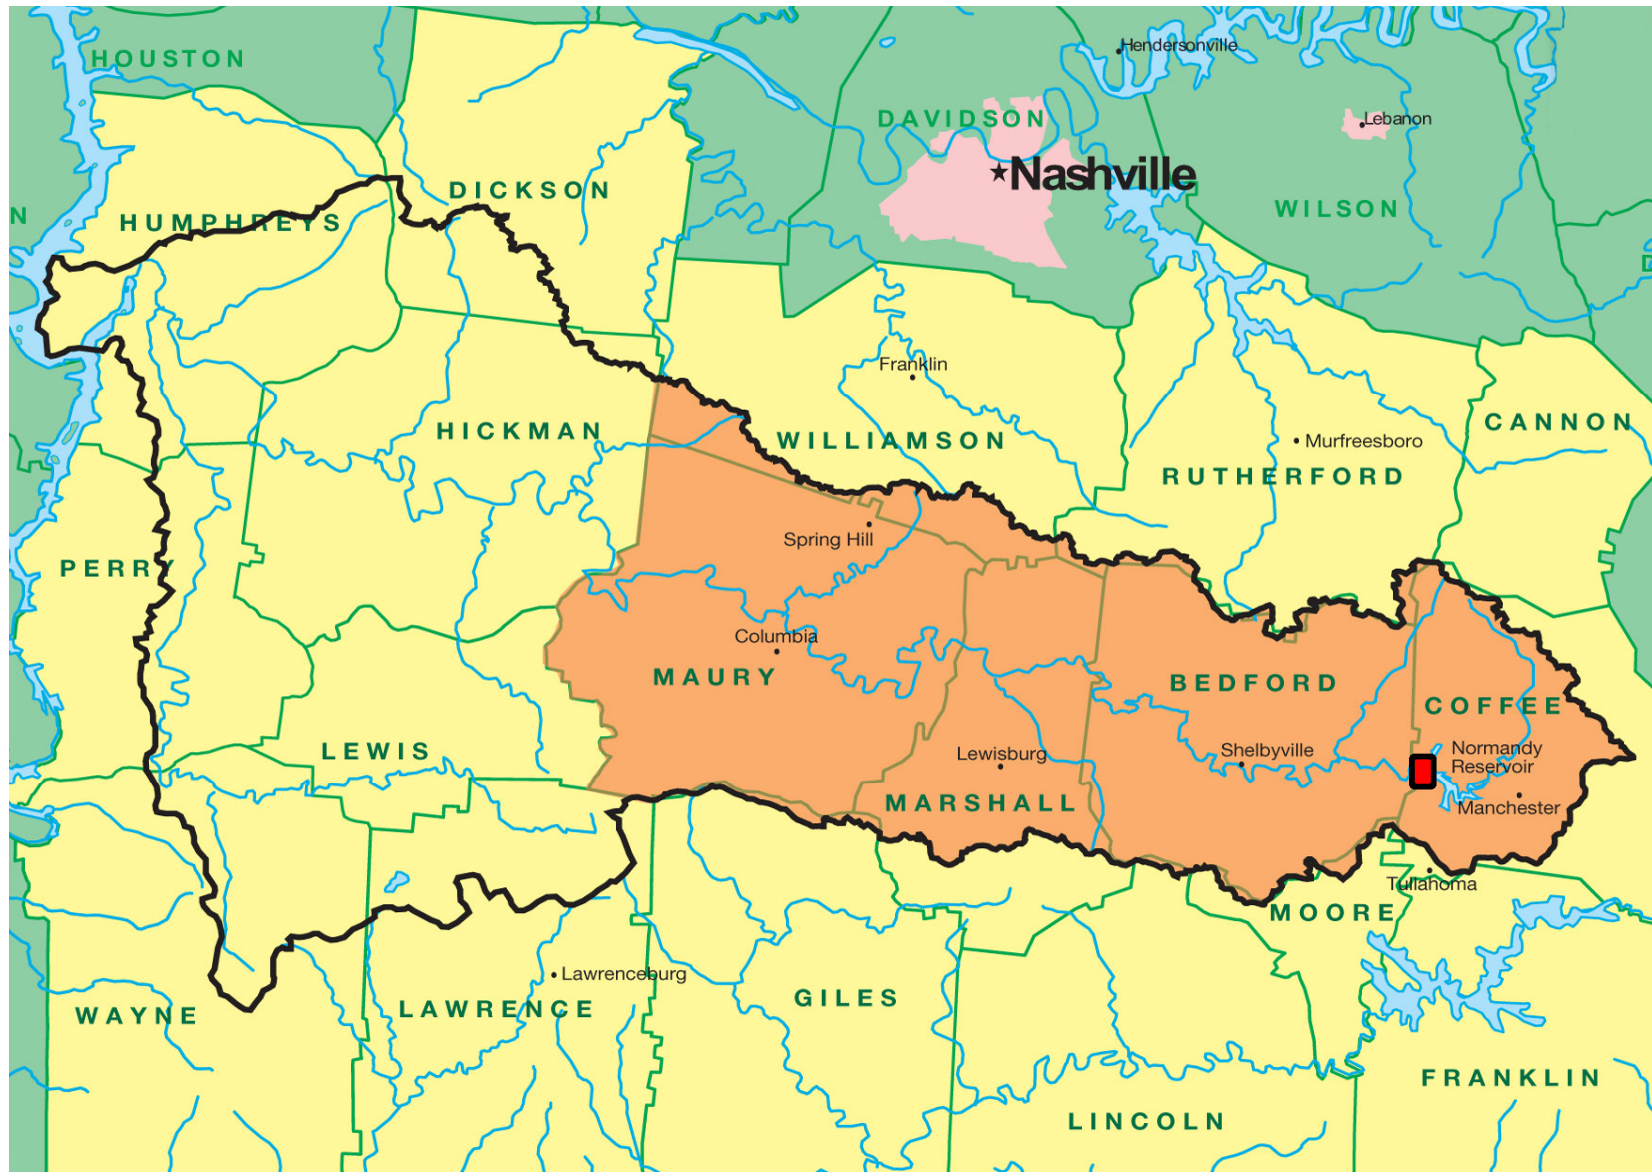 Hendersonville
HOUSTON
DAVIDSON
Lebanon
Nashville
DICKSON
N
HUMPHREYS
WILSON
D
Franklin
CANNON
HICKMAN
WILLIAMSON
Murfreesboro
RUTHERFORD
Spring Hill
PERRY
Columbia
MAURY
BEDFORD
COFFEE
LEWIS
Lewisburg
Shelbyville
Normandy
Reservoir
MARSHALL
Manchester
Tullahoma
MOORE
Lawrenceburg
GILES
WAYNE
LAWRENCE
FRANKLIN
LINCOLN